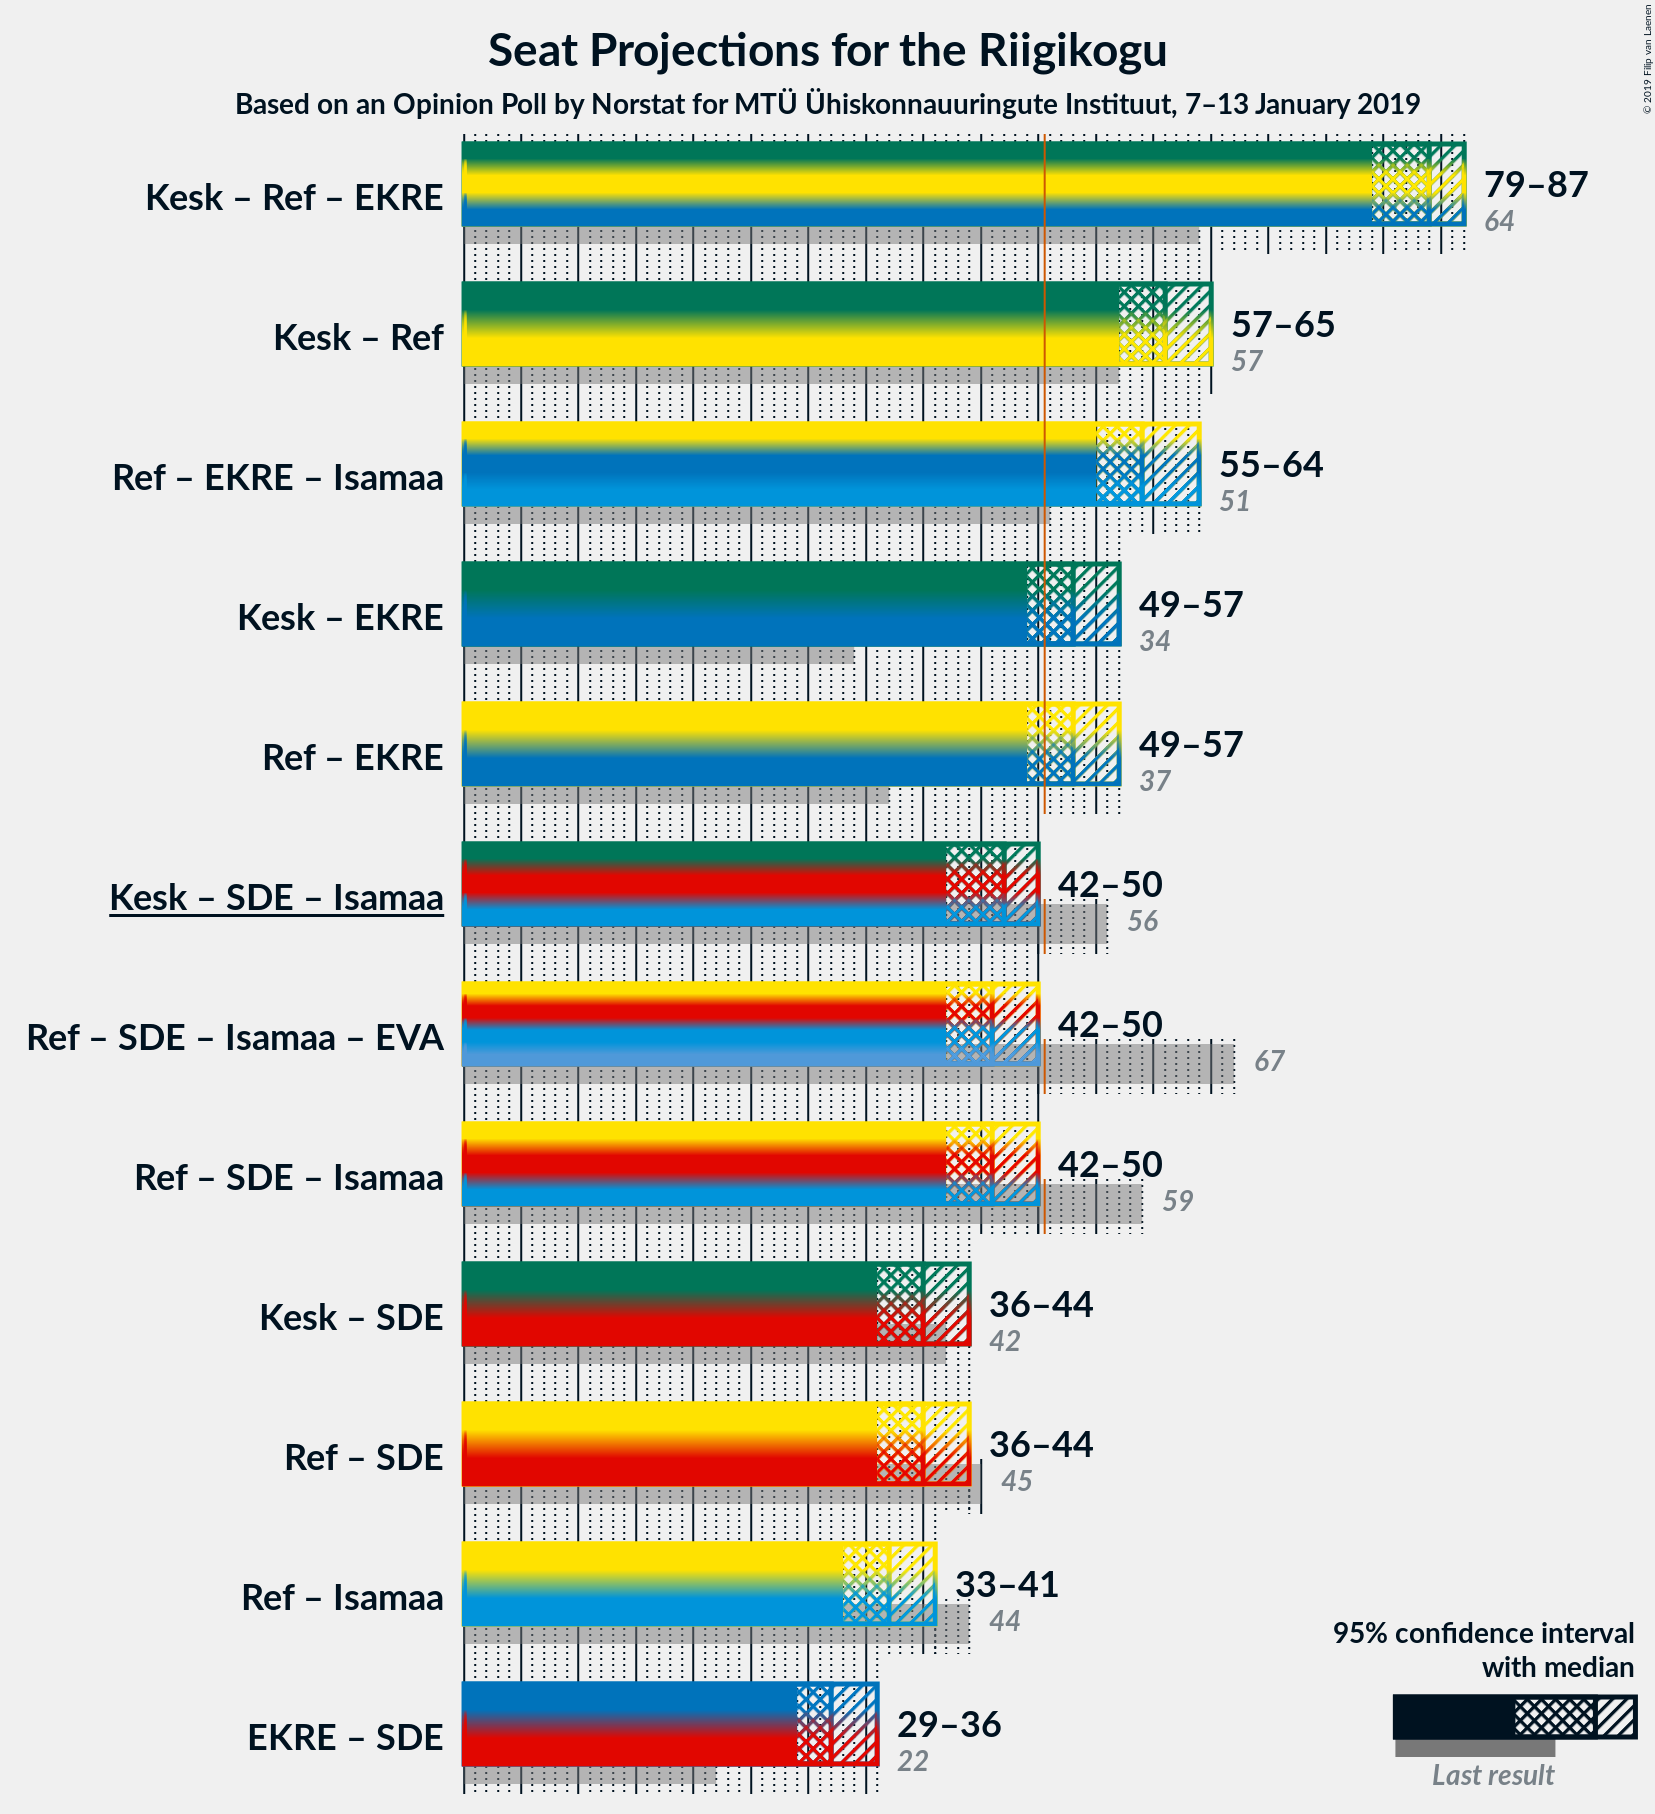 Seat Projections for the Riigikogu
Based on an Opinion Poll by Norstat for MTÜ Ühiskonnauuringute Instituut, 7–13 January 2019
© 2019 Filip van Laenen
Kesk – Ref – EKRE
79–87
64
Kesk – Ref
57–65
57
Ref – EKRE – Isamaa
55–64
51
Kesk – EKRE
49–57
34
Ref – EKRE
49–57
37
Kesk – SDE – Isamaa
42–50
56
Ref – SDE – Isamaa – EVA
42–50
67
Ref – SDE – Isamaa
42–50
59
Kesk – SDE
36–44
42
Ref – SDE
36–44
45
Ref – Isamaa
33–41
44
EKRE – SDE
29–36
22
95% confidence interval
with median
Last result